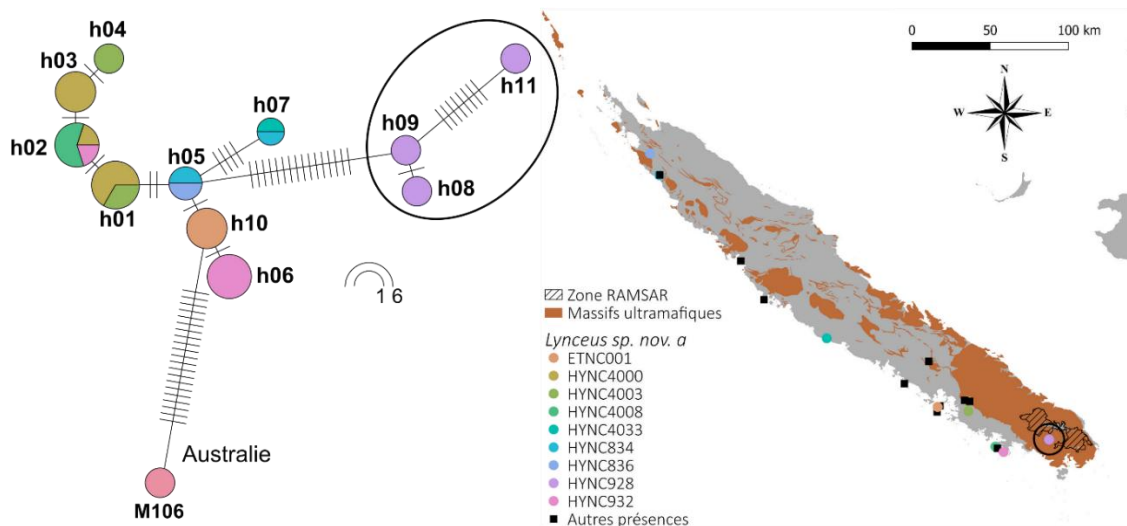 h04
h03
h02
h01
h07
h05
h10
h06
h09
h11
h08
1 6
Australie
M106
0 50 100 km
N
W E
S
Zone RAMSAR
Massifs ultramafiques
Lynceus sp. nov. a
ETNC001
HYNC4000
HYNC4003
HYNC4008
HYNC4033
HYNC834
HYNC836
HYNC928
HYNC932
Autres présences